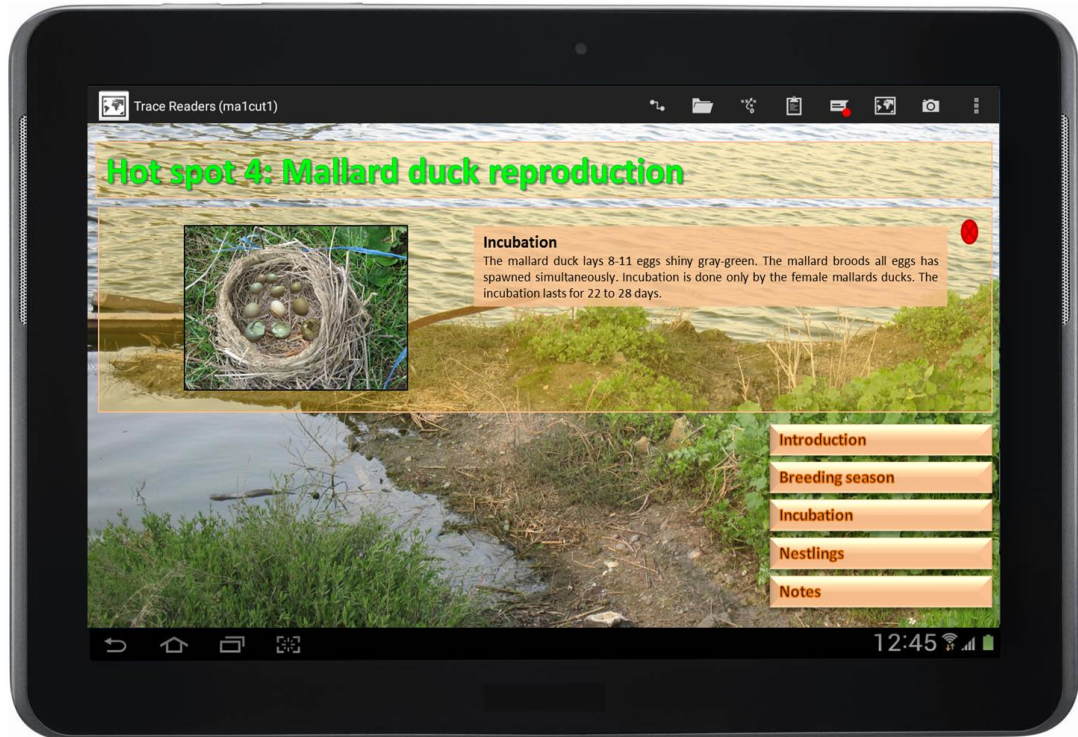 Trace Readers (ma1cut1)
Hot spot 4: Mallard duck reproduction
Incubation
The mallard duck lays 8-11 eggs shiny gray-green. The mallard broods all eggs has
spawned simultaneously. Incubation is done only by the female mallards ducks. The
incubation lasts for 22 to 28 days.
Introduction
Breeding season
Incubation
Nestlings
Notes
12:45